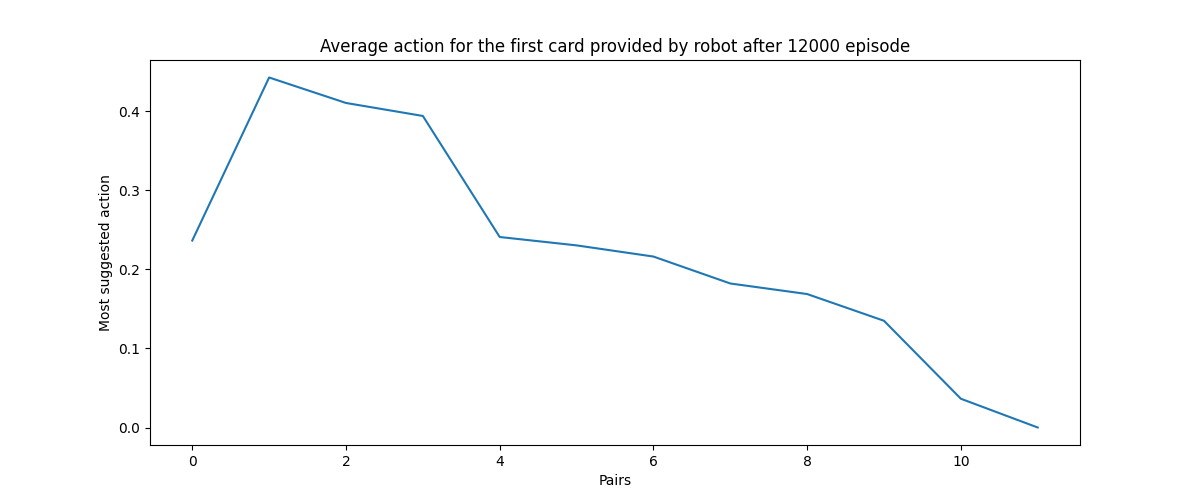 Average action for the first card provided by robot after 12000 episode
Most suggested action
0.4
0.3
0.2
0.1
0.0
0 2 4 6 8 10
Pairs